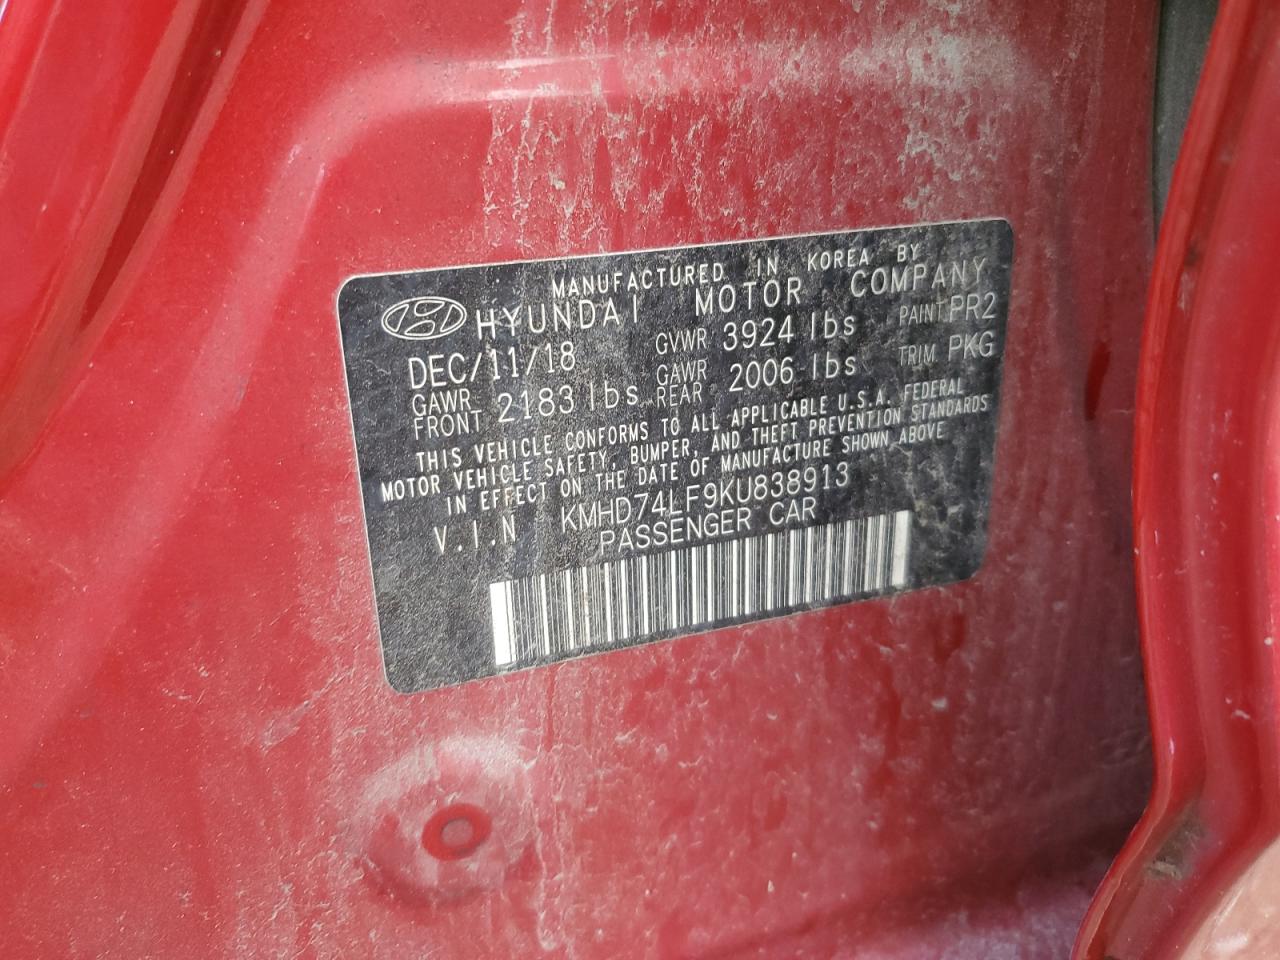 MANUFACTURED IN KOREA BY
HYUNDAI MOTOR COMPANY
DEC/11/18 GVWR 3924 lbs PAINT PR2
GAWR FRONT 2183 lbs GAWR REAR 2006 lbs TRIM PKG
THIS VEHICLE CONFORMS TO ALL APPLICABLE U.S.A. FEDERAL
MOTOR VEHICLE SAFETY, BUMPER, AND THEFT PREVENTION STANDARDS
IN EFFECT ON THE DATE OF MANUFACTURE SHOWN ABOVE
V.I.N KMHD74LF9KU838913
PASSENGER CAR